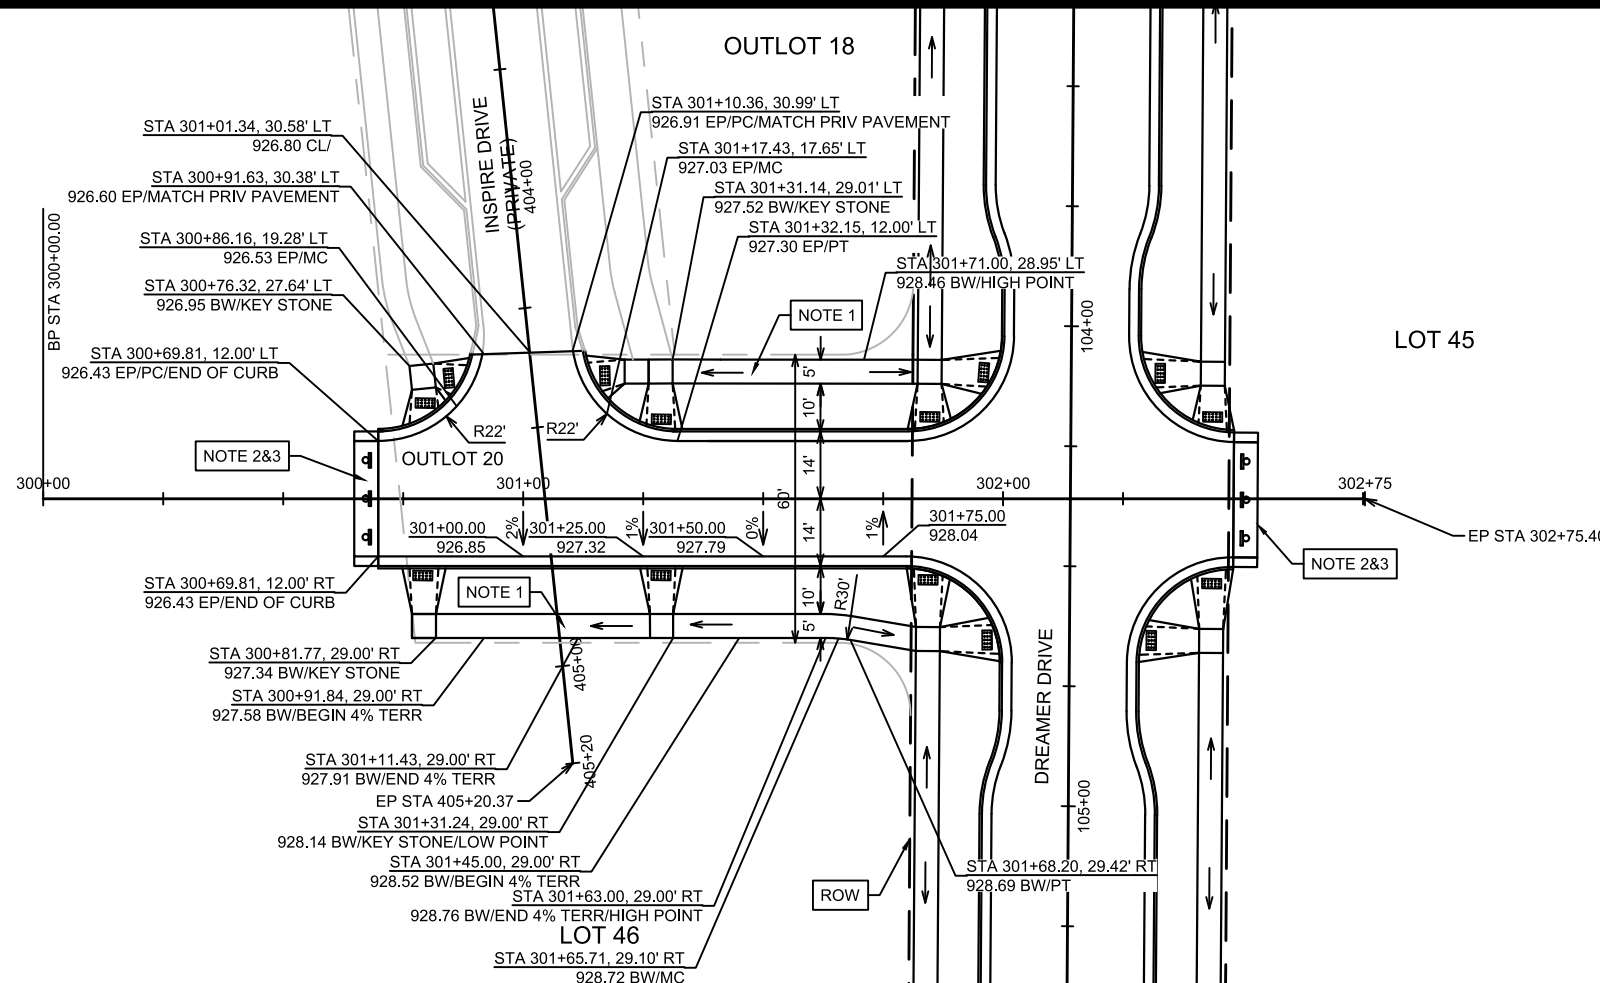 OUTLOT 18
STA 301+01.34, 30.58' LT
926.80 CL/
STA 300+91.63, 30.38' LT
926.60 EP/MATCH PRIV PAVEMENT
STA 300+86.16, 19.28' LT
926.53 EP/MC
STA 300+76.32, 27.64' LT
926.95 BW/KEY STONE
STA 300+69.81, 12.00' LT
926.43 EP/PC/END OF CURB
BP STA 300+00.00
INSPIRE DRIVE
(PRIVATE)
404+00
STA 301+10.36, 30.99' LT
926.91 EP/PC/MATCH PRIV PAVEMENT
STA 301+17.43, 17.65' LT
927.03 EP/MC
STA 301+31.14, 29.01' LT
927.52 BW/KEY STONE
STA 301+32.15, 12.00' LT
927.30 EP/PT
STA 301+71.00, 28.95' LT
928.46 BW/HIGH POINT
NOTE 1
104+00
LOT 45
5'
10'
14'
60'
14'
10'
5'
R22'
R22'
NOTE 2&3
OUTLOT 20
300+00
301+00
302+00
302+75
EP STA 302+75.40
NOTE 2&3
301+00.00
926.85
2%
301+25.00
927.32
1%
301+50.00
927.79
0%
1%
301+75.00
928.04
STA 300+69.81, 12.00' RT
926.43 EP/END OF CURB
NOTE 1
R30'
STA 300+81.77, 29.00' RT
927.34 BW/KEY STONE
STA 300+91.84, 29.00' RT
927.58 BW/BEGIN 4% TERR
405+00
STA 301+11.43, 29.00' RT
927.91 BW/END 4% TERR
405+20
EP STA 405+20.37
STA 301+31.24, 29.00' RT
928.14 BW/KEY STONE/LOW POINT
STA 301+45.00, 29.00' RT
928.52 BW/BEGIN 4% TERR
STA 301+63.00, 29.00' RT
928.76 BW/END 4% TERR/HIGH POINT
LOT 46
STA 301+65.71, 29.10' RT
928.72 BW/MC
ROW
STA 301+68.20, 29.42' RT
928.69 BW/PT
DREAMER DRIVE
105+00